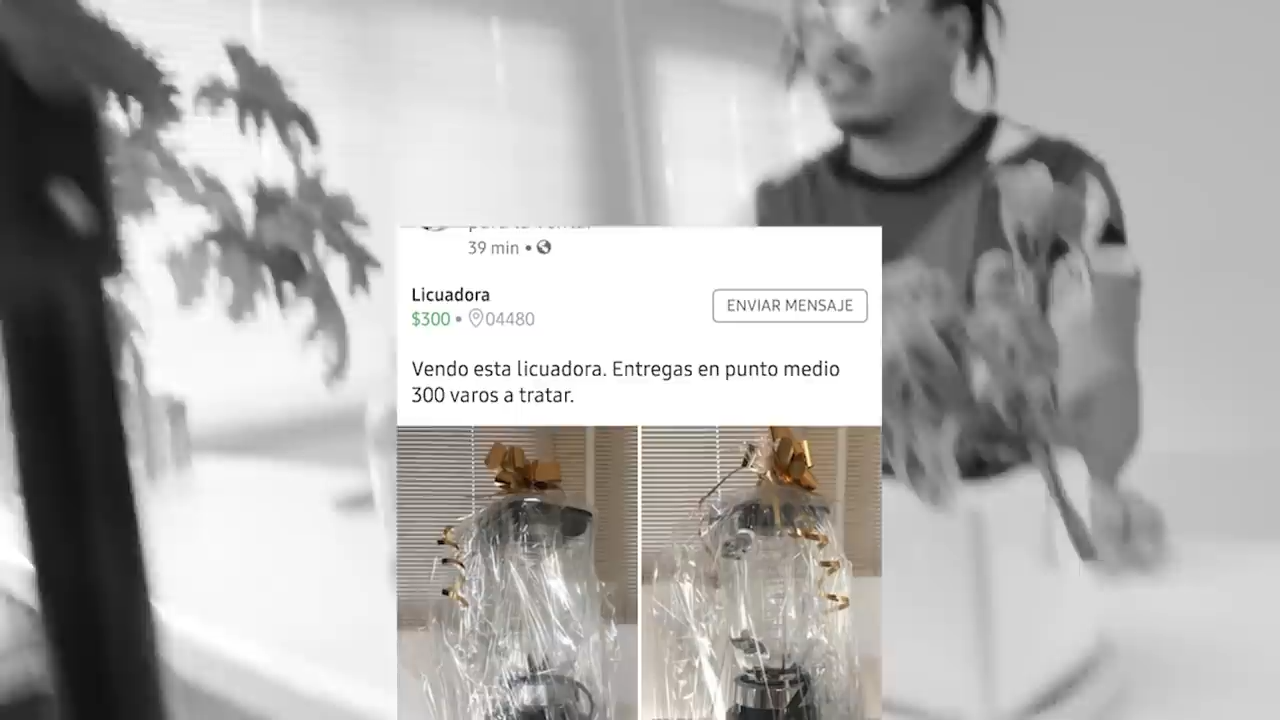 39 min •
Licuadora
$300 • 04480
ENVIAR MENSAJE
Vendo esta licuadora. Entregas en punto medio
300 varos a tratar.